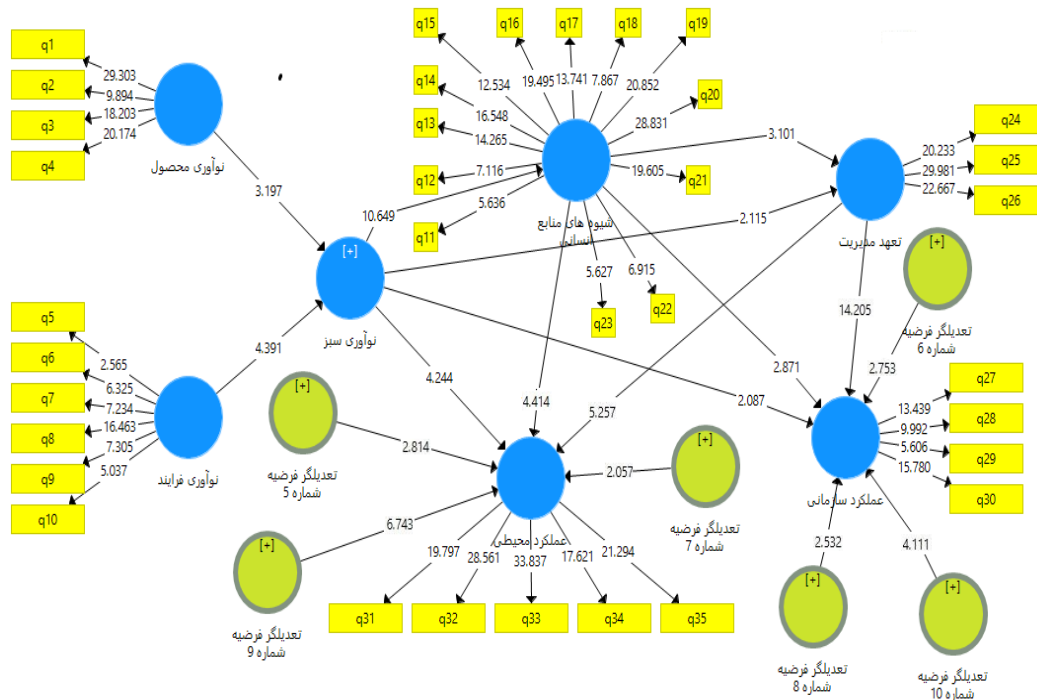 q15
q16
q17
q18
q19
q1
29.303
q2
9.894
q3
18.203
q4
20.174
نوآوری محصول
12.534
19.495
13.741
7.867
20.852
q14
16.548
q20
28.831
q13
14.265
q12
7.116
19.605
q21
q11
5.636
شیوه های منابع
انسانی
5.627
6.915
q23
q22
3.101
q24
20.233
q25
29.981
q26
22.667
تعهد مدیریت
3.197
10.649
2.115
[+]
نوآوری سبز
[+]
تعدیلگر فرضیه
شماره 6
14.205
2.753
q5
2.565
q6
6.325
q7
7.234
q8
16.463
q9
7.305
q10
5.037
نوآوری فرایند
4.391
4.244
4.414
5.257
2.871
2.087
[+]
تعدیلگر فرضیه
شماره 5
2.814
[+]
تعدیلگر فرضیه
شماره 7
2.057
q27
13.439
q28
9.992
q29
5.606
q30
15.780
عملکرد سازمانی
[+]
تعدیلگر فرضیه
شماره 9
6.743
عملکرد محیطی
19.797
28.561
33.837
17.621
21.294
q31
q32
q33
q34
q35
2.532
4.111
[+]
تعدیلگر فرضیه
شماره 8
[+]
تعدیلگر فرضیه
شماره 10